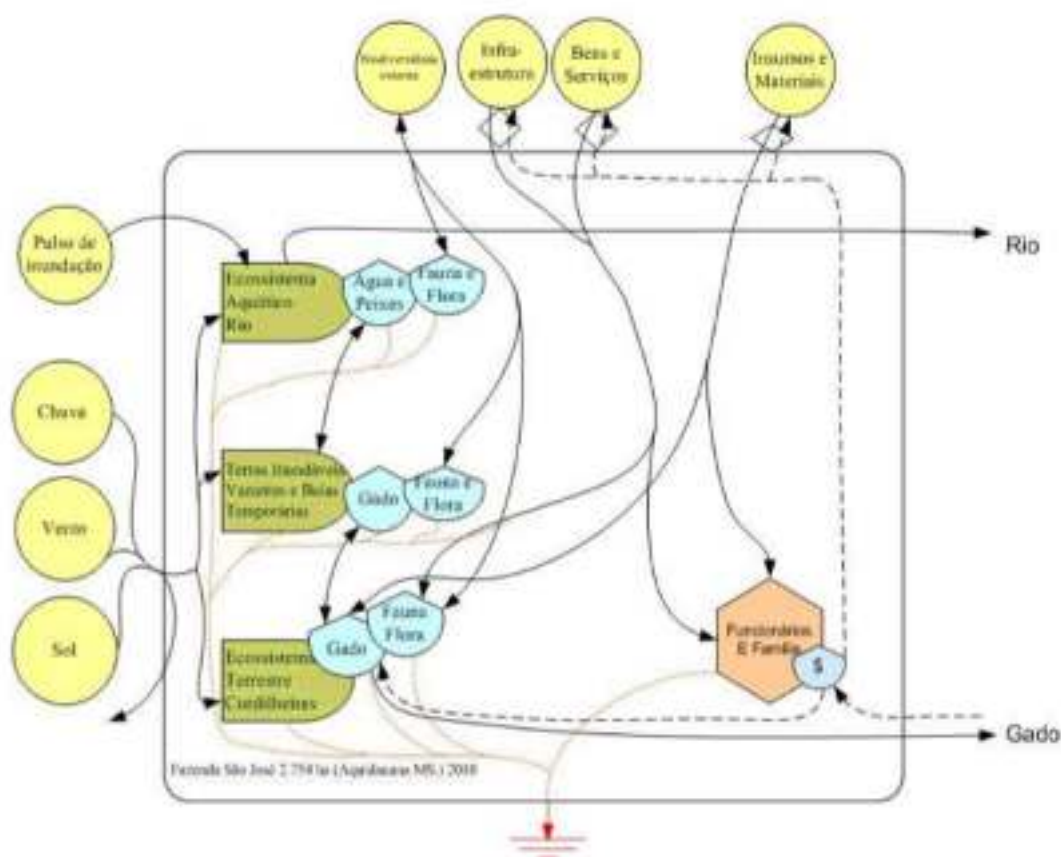 Infra-
estrutura
Bens e
Serviços
Insumos e
Materiais
Pulso de
inundação
Ecossistema
Aquático
Rio
Água e
Peixes
Fauna e
Flora
Rio
Chuva
Terras Inundáveis
Vazantes e Baías
Temporárias
Gado
Fauna e
Flora
Vento
Sol
Ecossistema
Terrestre
Cordilheiras
Gado
Fauna
Flora
Funcionários
E Família
$
Gado
Fazenda São José 2.750 ha (Aquidauana MS.) 2010